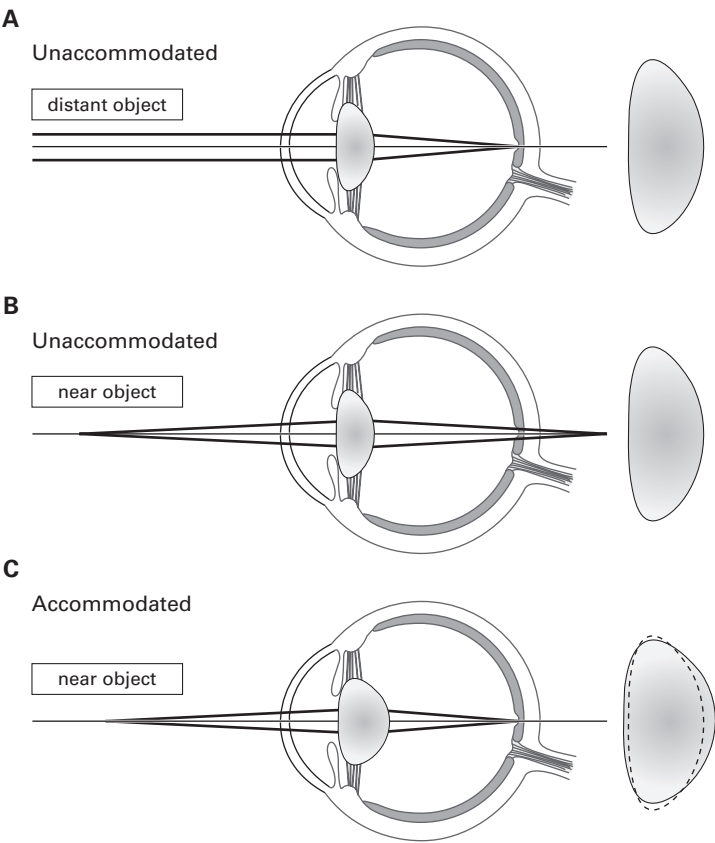 A
Unaccommodated
distant object
B
Unaccommodated
near object
C
Accommodated
near object